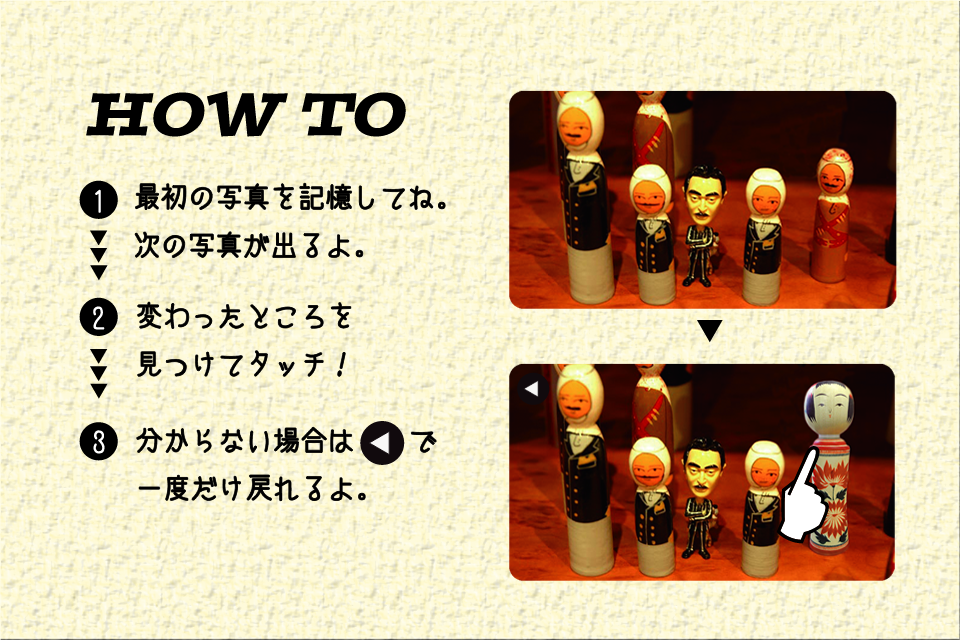 HOW TO
1 最初の写真を記憶してね。
次の写真が出るよ。
2 変わったところを
見つけてタッチ！
3 分からない場合は◀で
一度だけ戻れるよ。